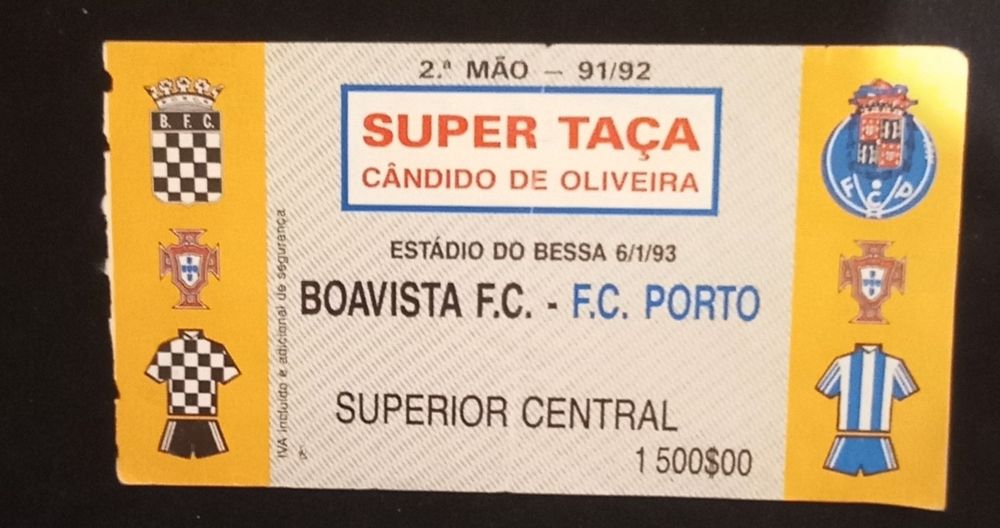 2.ª MÃO — 91/92
SUPER TAÇA
CÂNDIDO DE OLIVEIRA
ESTÁDIO DO BESSA 6/1/93
BOAVISTA F.C. - F.C. PORTO
SUPERIOR CENTRAL
1 500$00
IVA incluído e adicional de segurança
B. F. C.
F C P